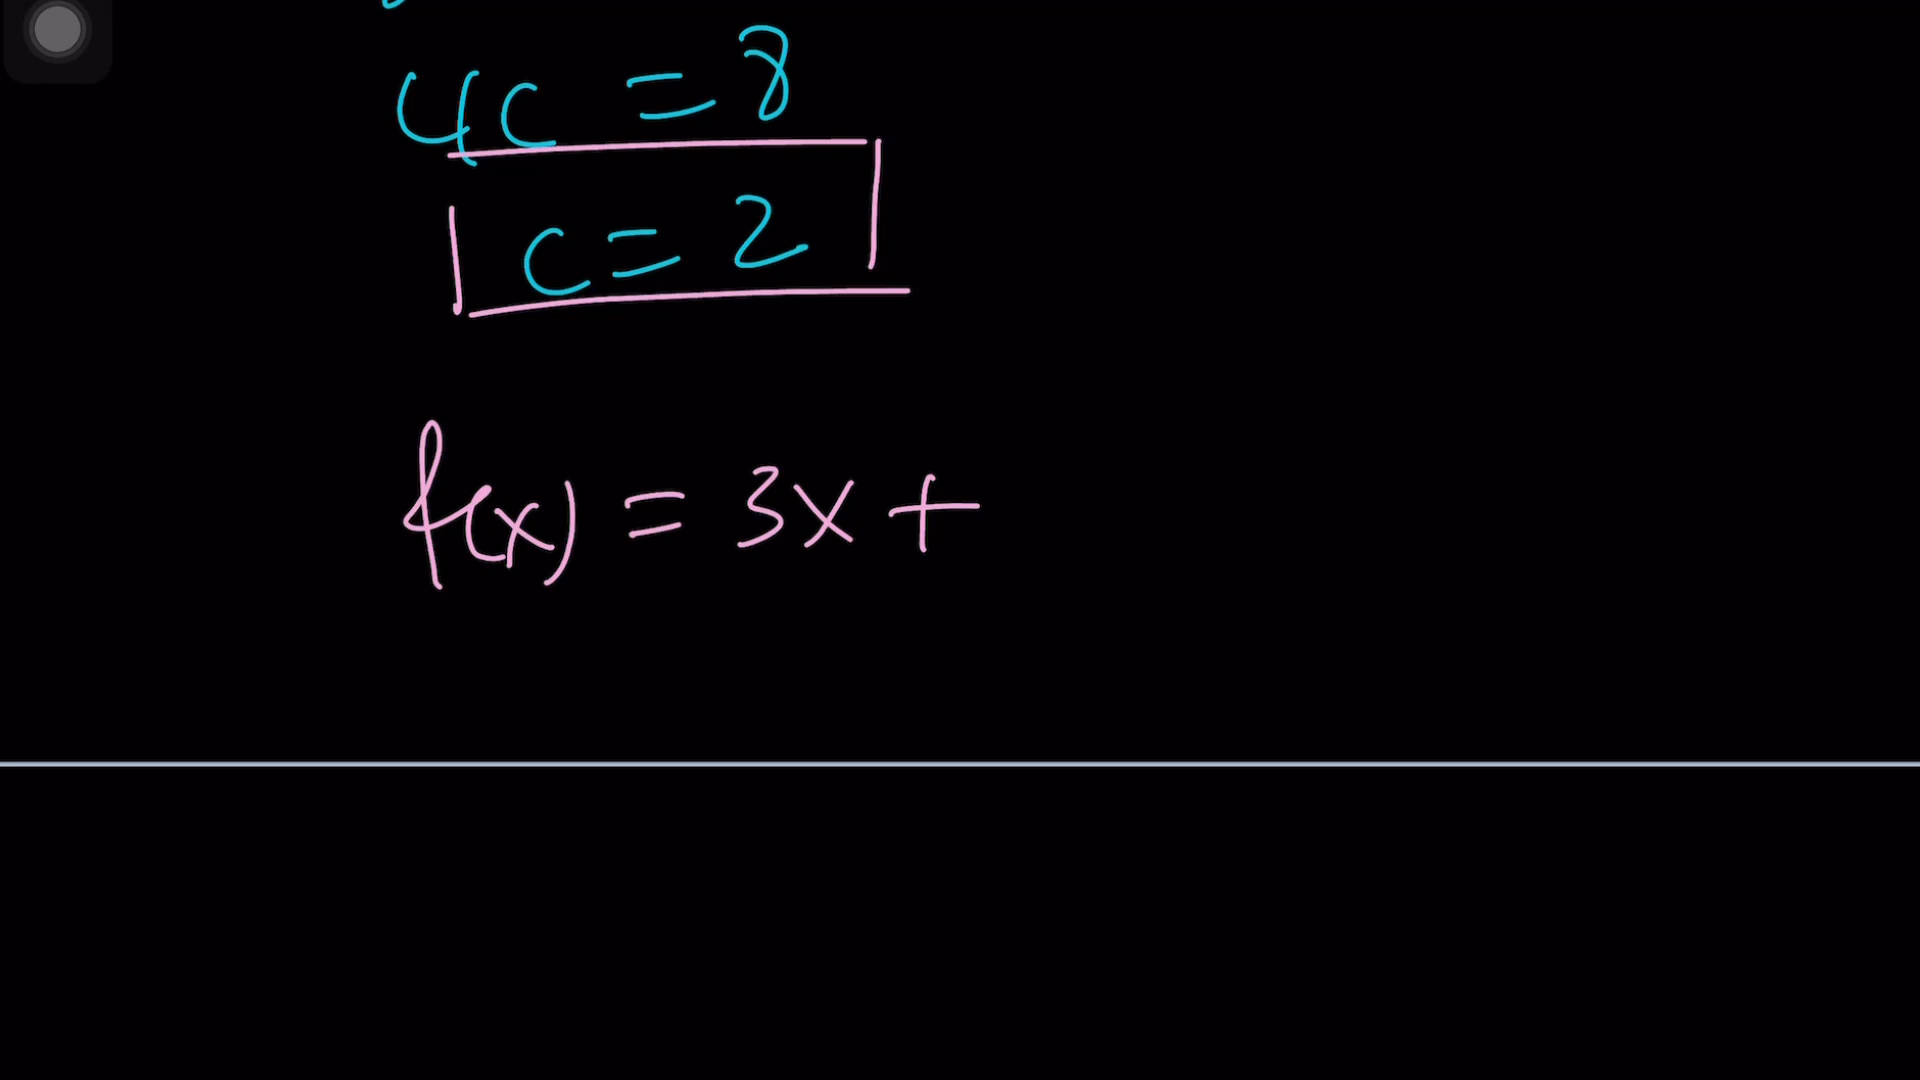 4c = 8
c = 2
f(x) = 3x +